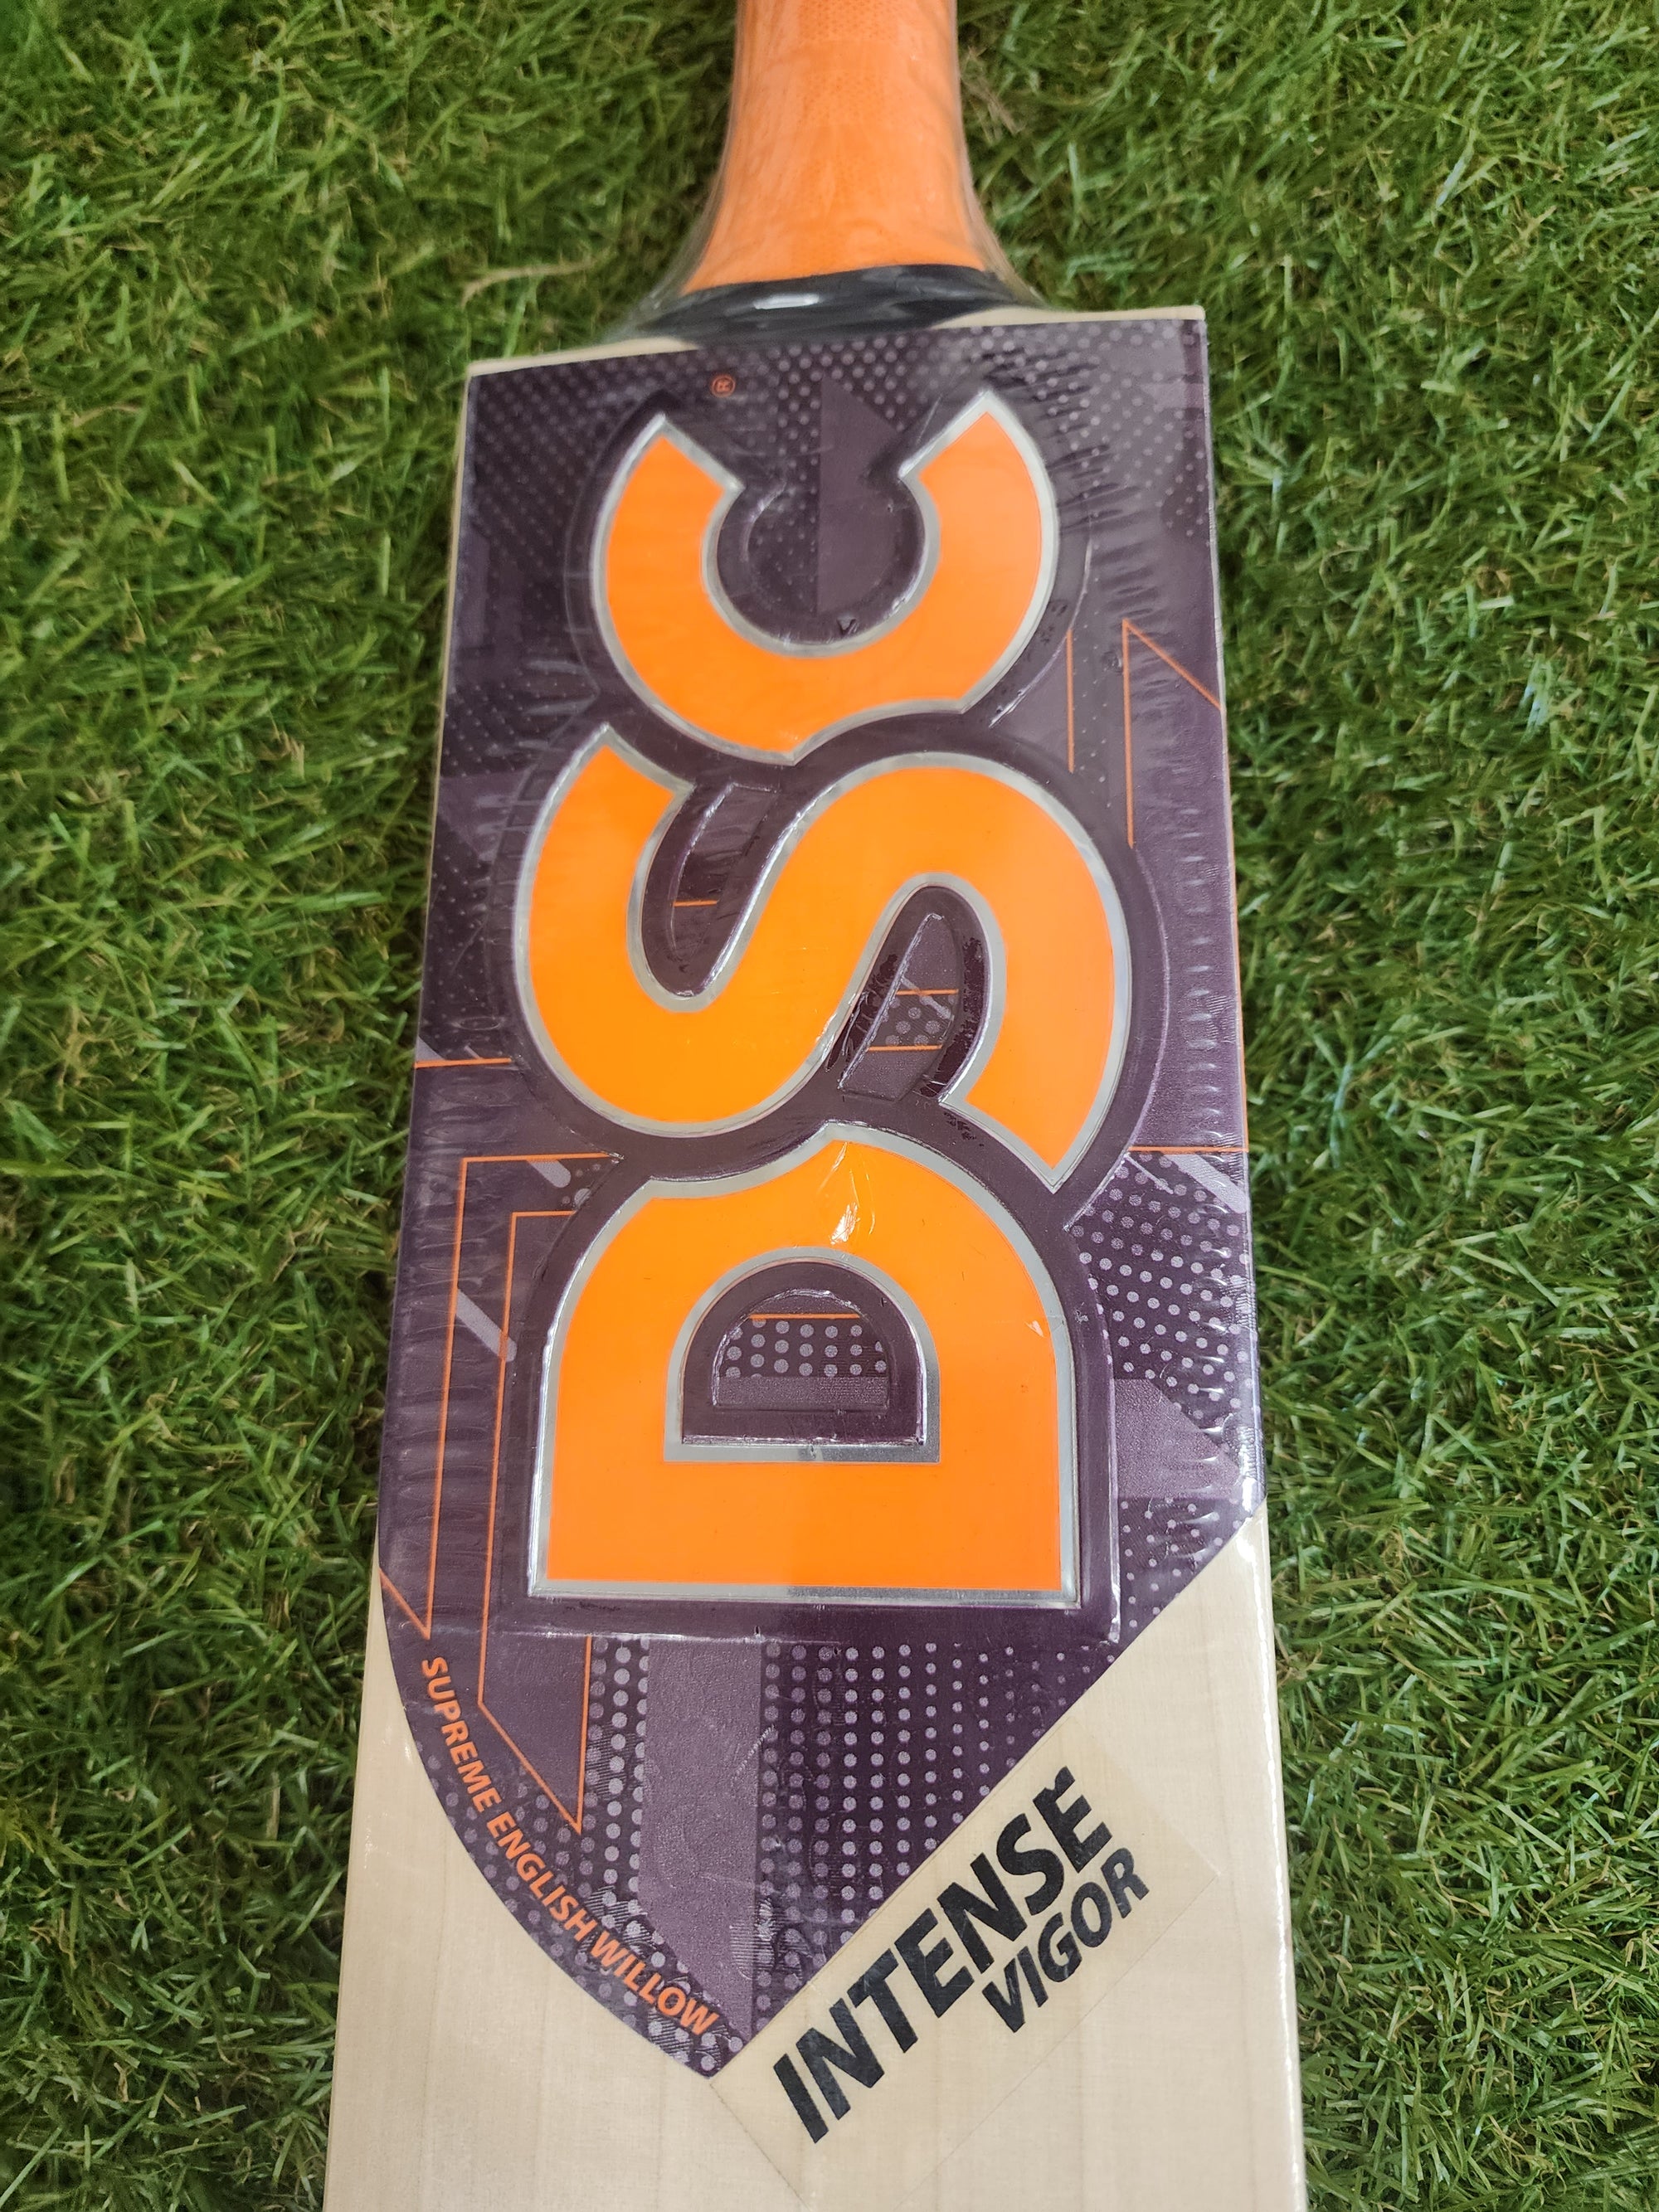 DSC
®
SUPREME ENGLISH WILLOW
INTENSE
VIGOR